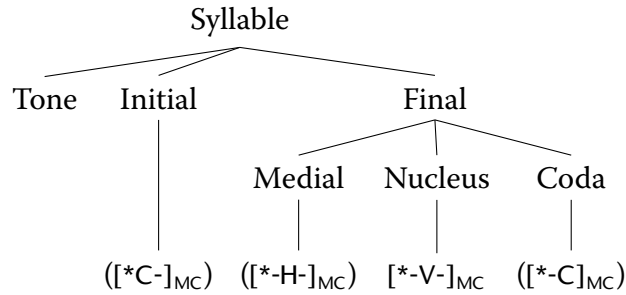 Syllable
Tone Initial Final
Medial Nucleus Coda
([*C-]MC) ([*-H-]MC) [*-V-]MC ([*-C]MC)